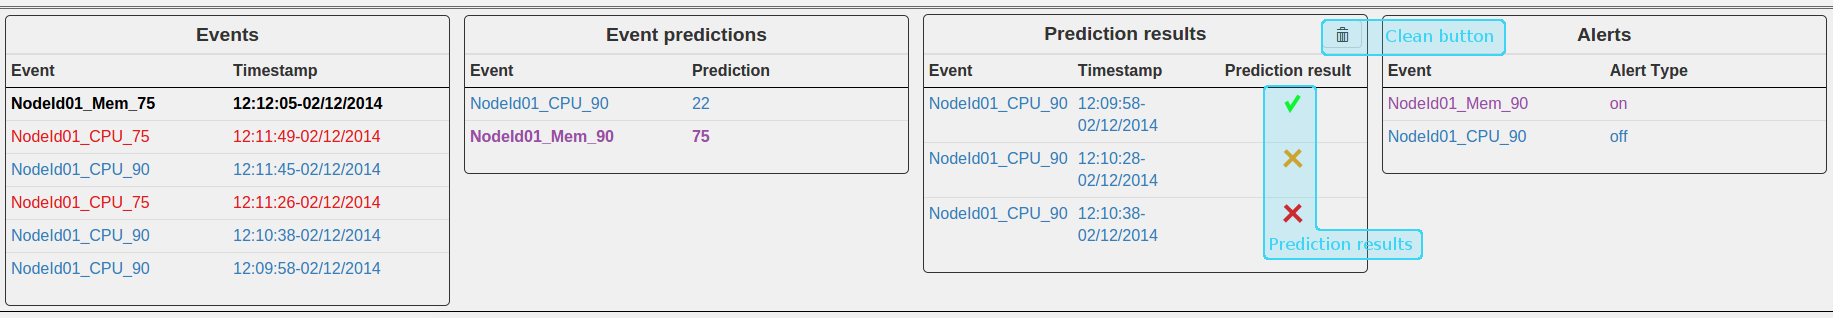 Events
Event Timestamp
NodeId01_Mem_75 12:12:05-02/12/2014
NodeId01_CPU_75 12:11:49-02/12/2014
NodeId01_CPU_90 12:11:45-02/12/2014
NodeId01_CPU_75 12:11:26-02/12/2014
NodeId01_CPU_90 12:10:38-02/12/2014
NodeId01_CPU_90 12:09:58-02/12/2014
Event predictions
Event Prediction
NodeId01_CPU_90 22
NodeId01_Mem_90 75
Prediction results
Clean button
Event Timestamp Prediction result
NodeId01_CPU_90 12:09:58-
02/12/2014
NodeId01_CPU_90 12:10:28-
02/12/2014
NodeId01_CPU_90 12:10:38-
02/12/2014
Prediction results
Alerts
Event Alert Type
NodeId01_Mem_90 on
NodeId01_CPU_90 off